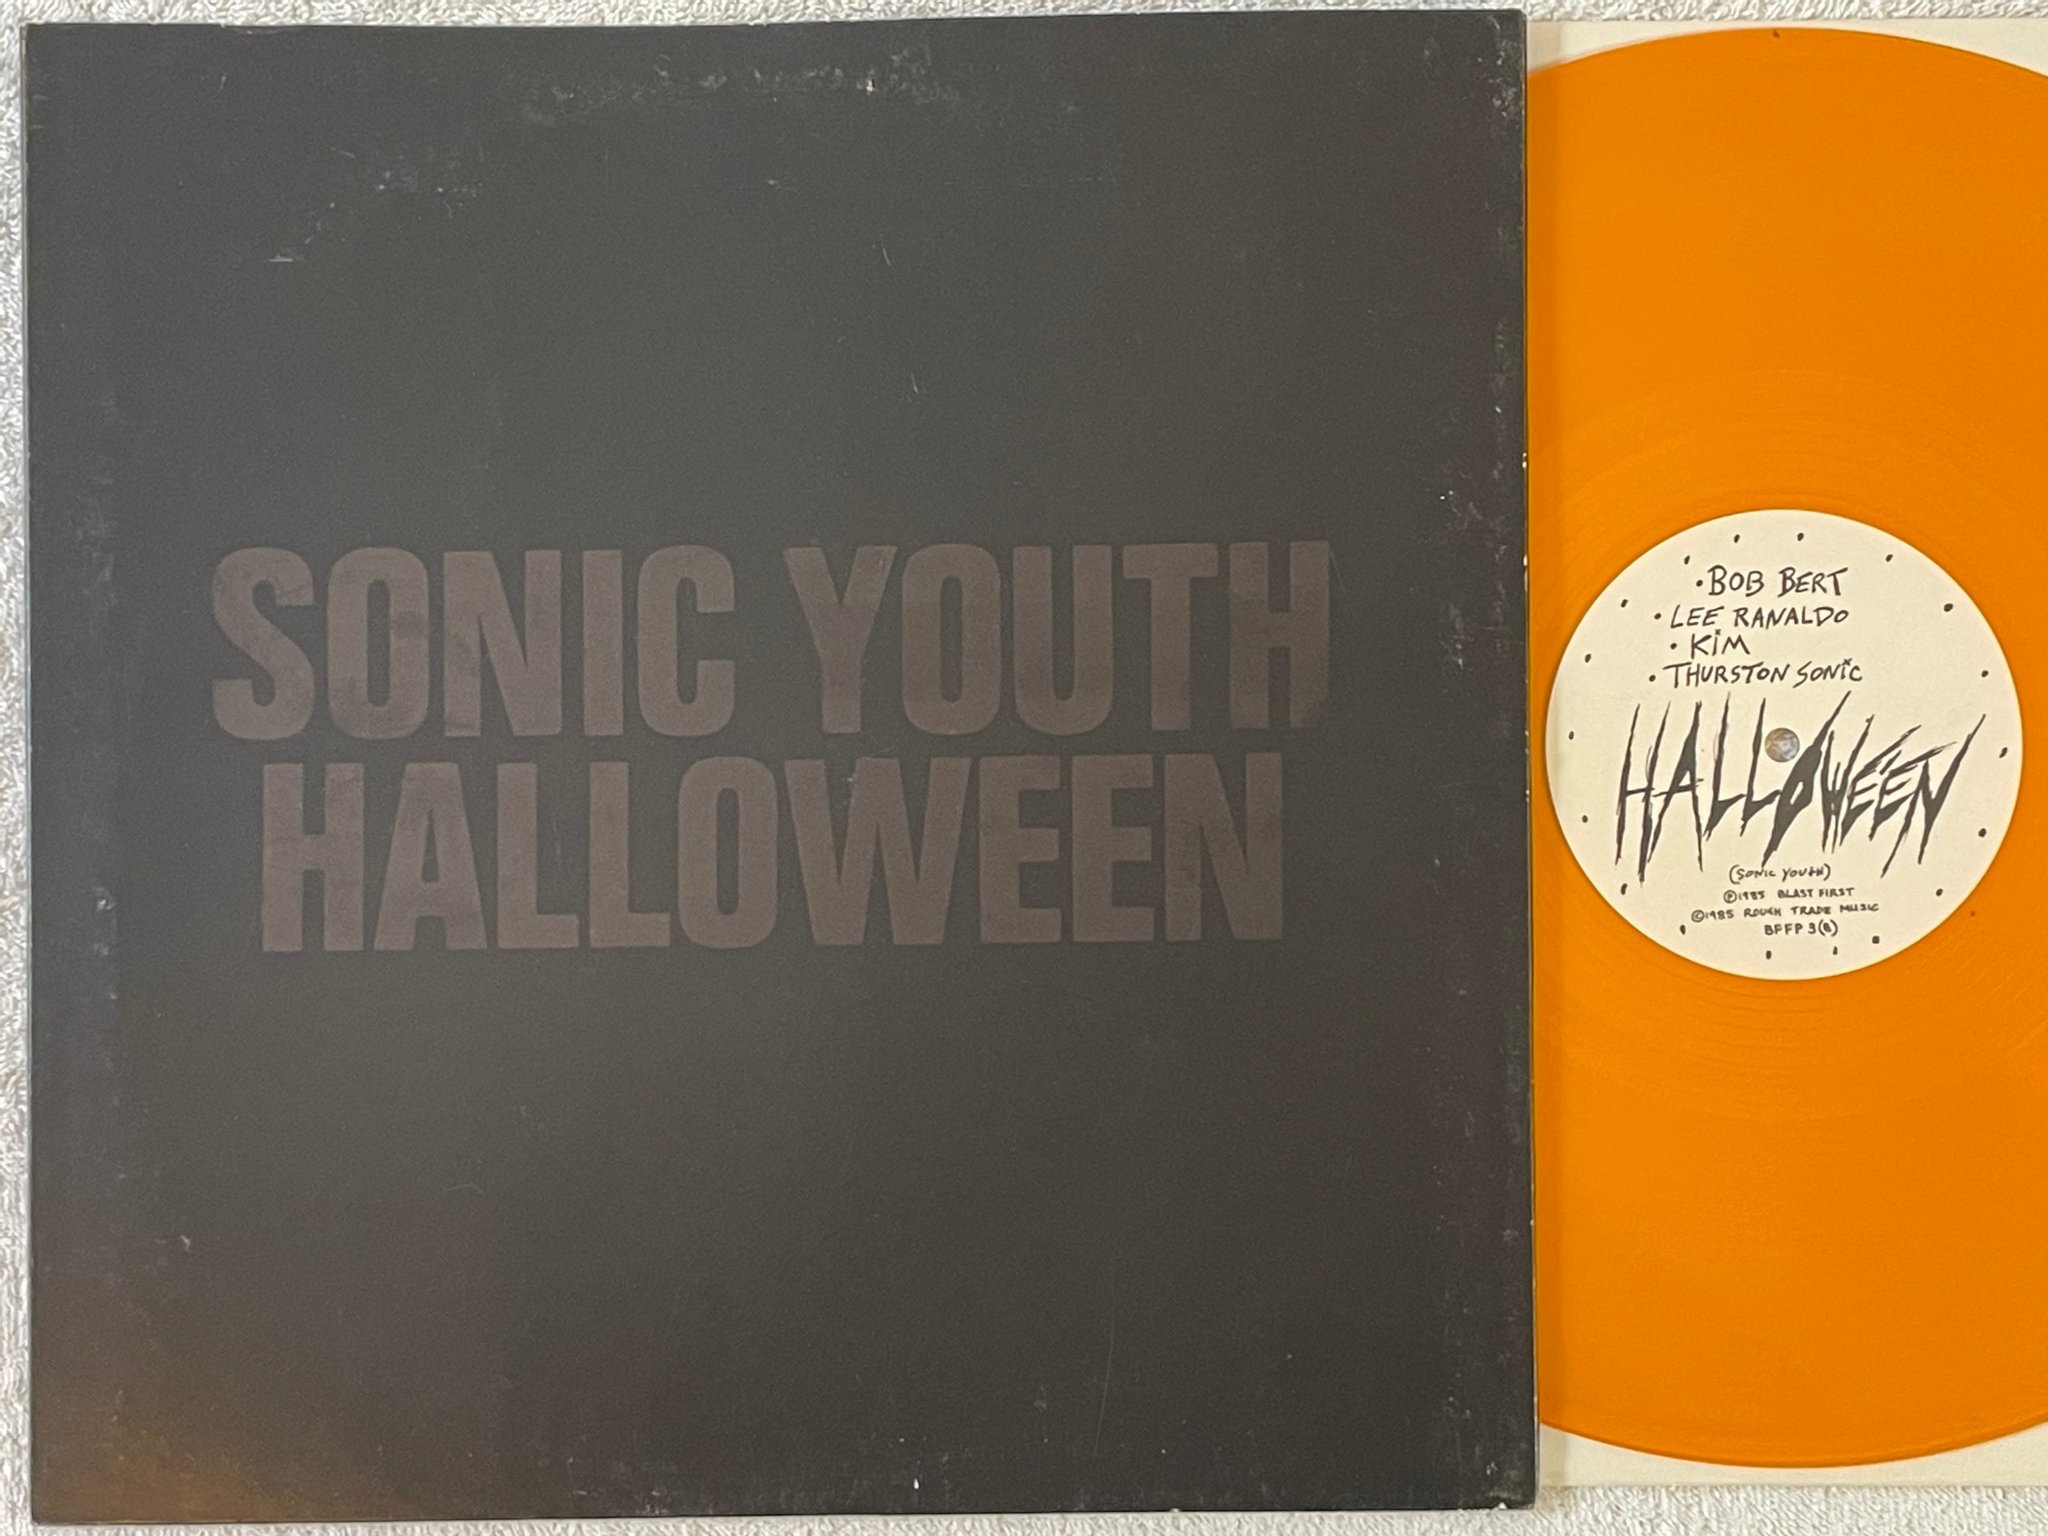 SONIC YOUTH
HALLOWEEN
• BOB BERT
• LEE RANALDO
• KiM
• THURSTON SONiC
HALLOWEEN
(SONIC YOUTH)
℗1985 BLAST FIRST
©1985 ROUGH TRADE MUSIC
BFFP 3(B)